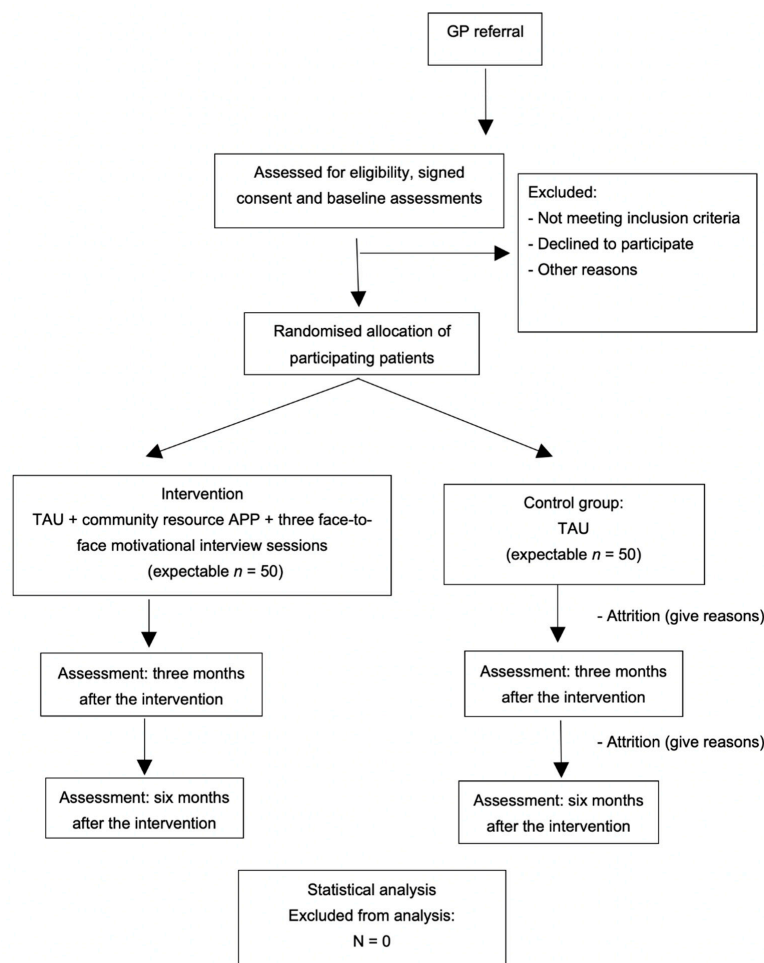 GP referral
Assessed for eligibility, signed
consent and baseline assessments
Excluded:
- Not meeting inclusion criteria
- Declined to participate
- Other reasons
Randomised allocation of
participating patients
Intervention
TAU + community resource APP + three face-to-
face motivational interview sessions
(expectable n = 50)
Control group:
TAU
(expectable n = 50)
- Attrition (give reasons)
Assessment: three months
after the intervention
Assessment: three months
after the intervention
- Attrition (give reasons)
Assessment: six months
after the intervention
Assessment: six months
after the intervention
Statistical analysis
Excluded from analysis:
N = 0